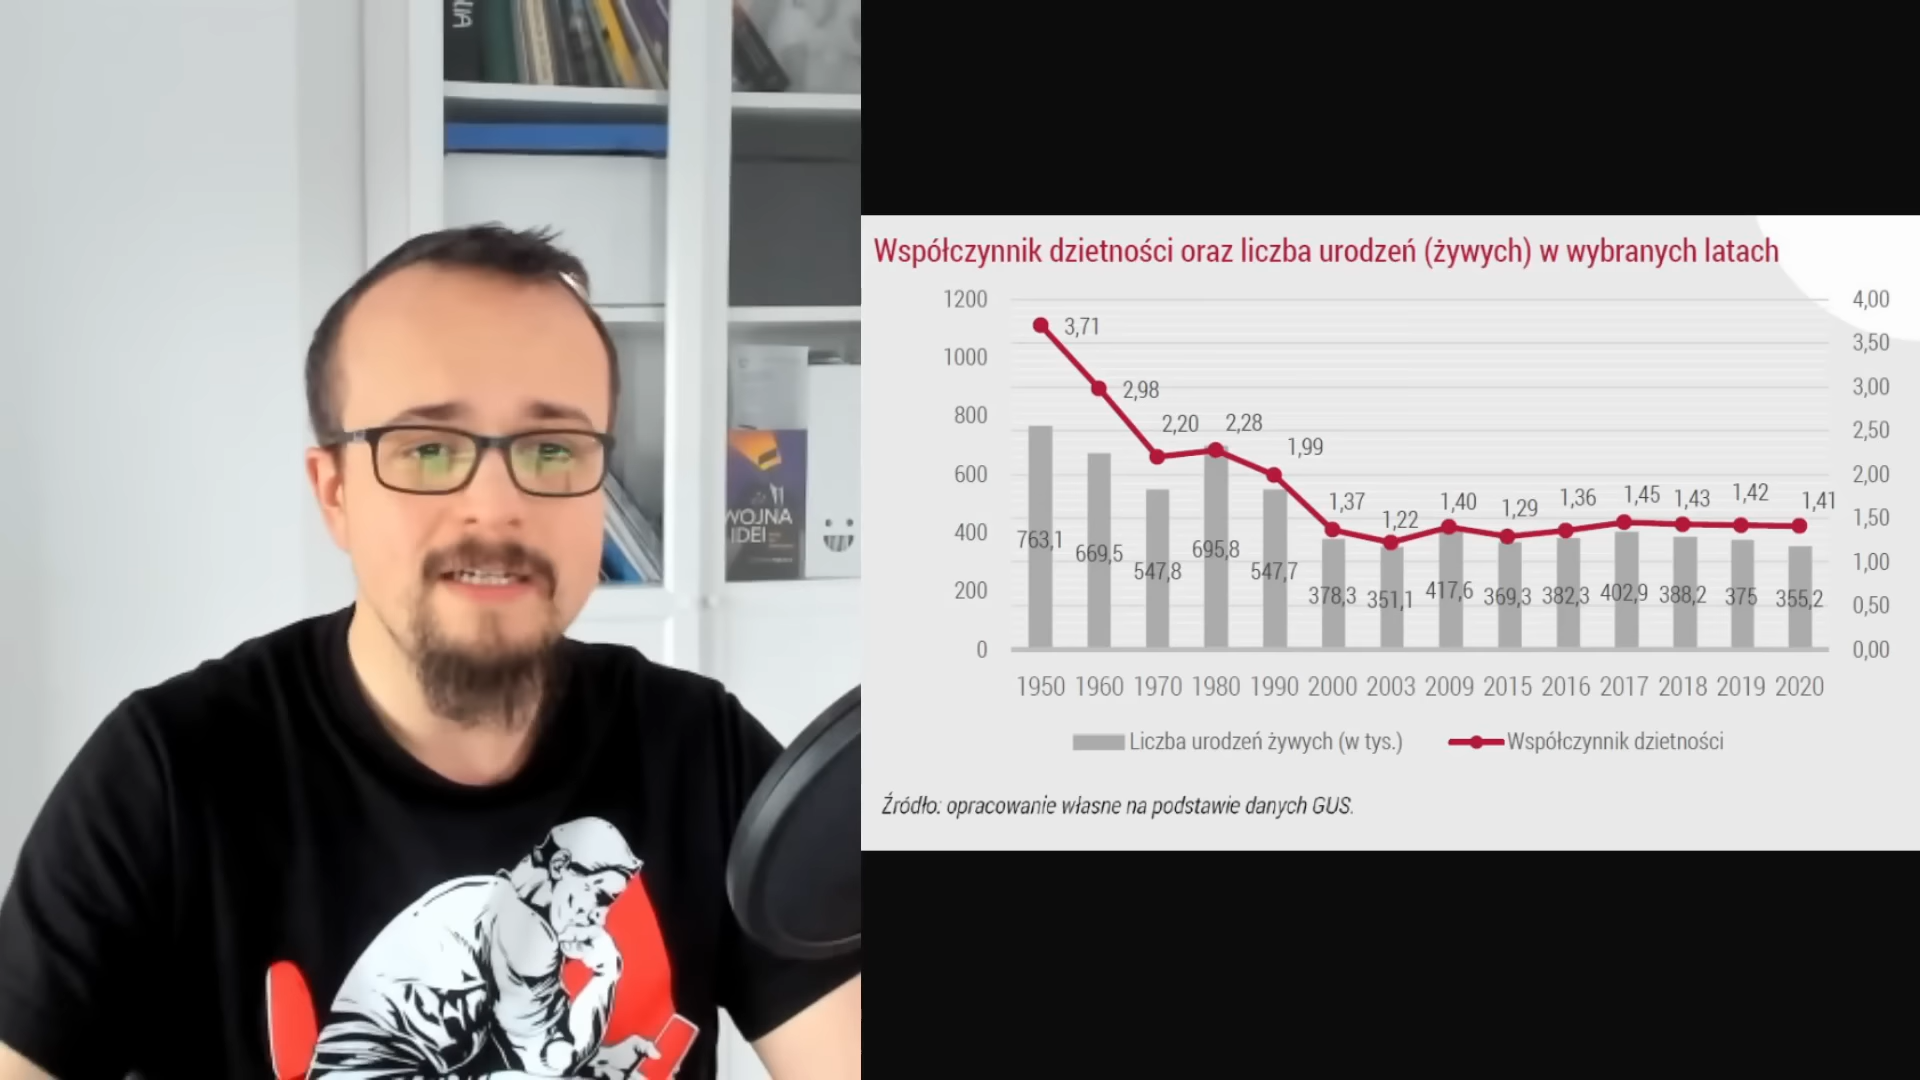 NIA
WOJNA
IDEI
Współczynnik dzietności oraz liczba urodzeń (żywych) w wybranych latach
1200 4,00
1000 3,50
800 3,00
600 2,50
400 2,00
200 1,50
0 1,00
0,50
0,00
3,71 2,98 2,20 2,28 1,99 1,37 1,22 1,40 1,29 1,36 1,45 1,43 1,42 1,41
763,1 669,5 547,8 695,8 547,7 378,3 351,1 417,6 369,3 382,3 402,9 388,2 375 355,2
1950 1960 1970 1980 1990 2000 2003 2009 2015 2016 2017 2018 2019 2020
Liczba urodzeń żywych (w tys.) Współczynnik dzietności
Źródło: opracowanie własne na podstawie danych GUS.